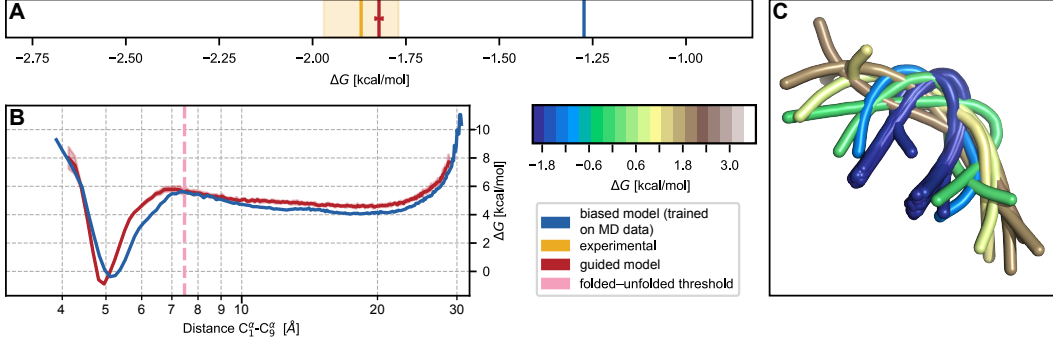 A
−2.75 −2.50 −2.25 −2.00 −1.75 −1.50 −1.25 −1.00
ΔG [kcal/mol]
B
10
8
6
4
2
0
ΔG [kcal/mol]
4 5 6 7 8 9 10 20 30
Distance C₁ᵅ-C₉ᵅ [Å]
−1.8 −0.6 0.6 1.8 3.0
ΔG [kcal/mol]
biased model (trained
on MD data)
experimental
guided model
folded–unfolded threshold
C